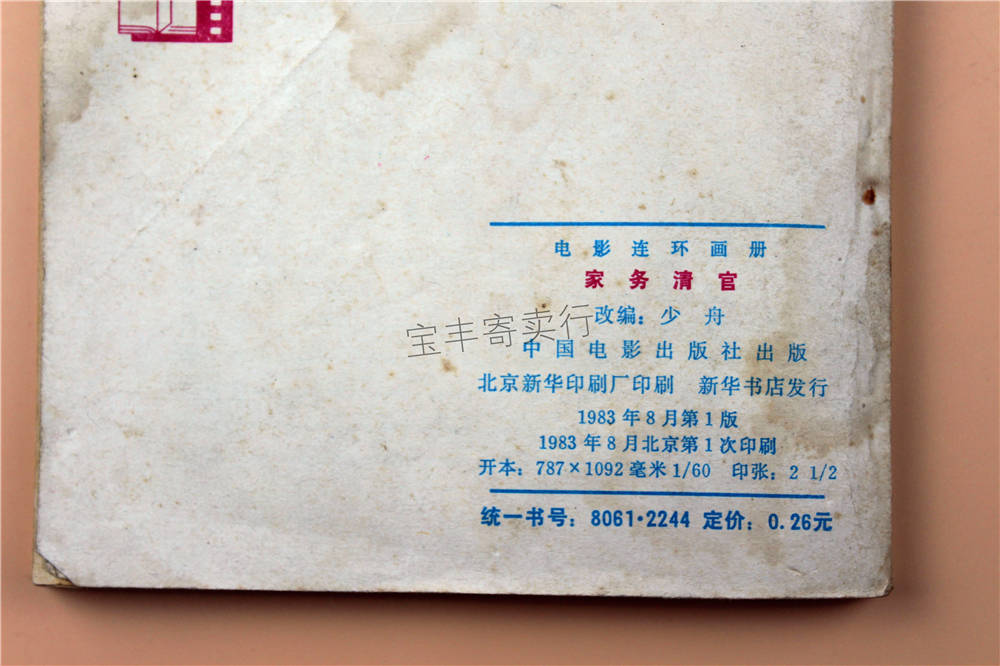 电影连环画册
家务清官
改编：少 舟
宝丰寄卖行
中国电影出版社出版
北京新华印刷厂印刷 新华书店发行
1983年8月第1版
1983年8月北京第1次印刷
开本：787×1092毫米1/60 印张：2 1/2
统一书号：8061·2244 定价：0.26元